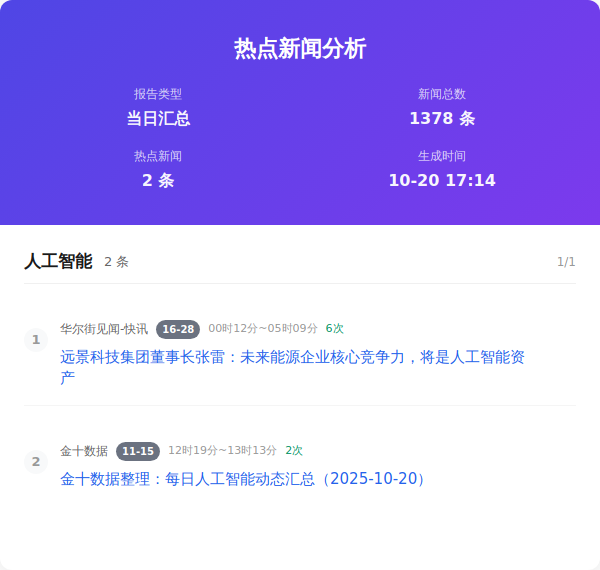 热点新闻分析
报告类型
新闻总数
当日汇总
1378 条
热点新闻
生成时间
2 条
10-20 17:14
人工智能 2 条 1/1
1 华尔街见闻-快讯 16-28 00时12分~05时09分 6次
远景科技集团董事长张雷：未来能源企业核心竞争力，将是人工智能资
产
2 金十数据 11-15 12时19分~13时13分 2次
金十数据整理：每日人工智能动态汇总（2025-10-20）